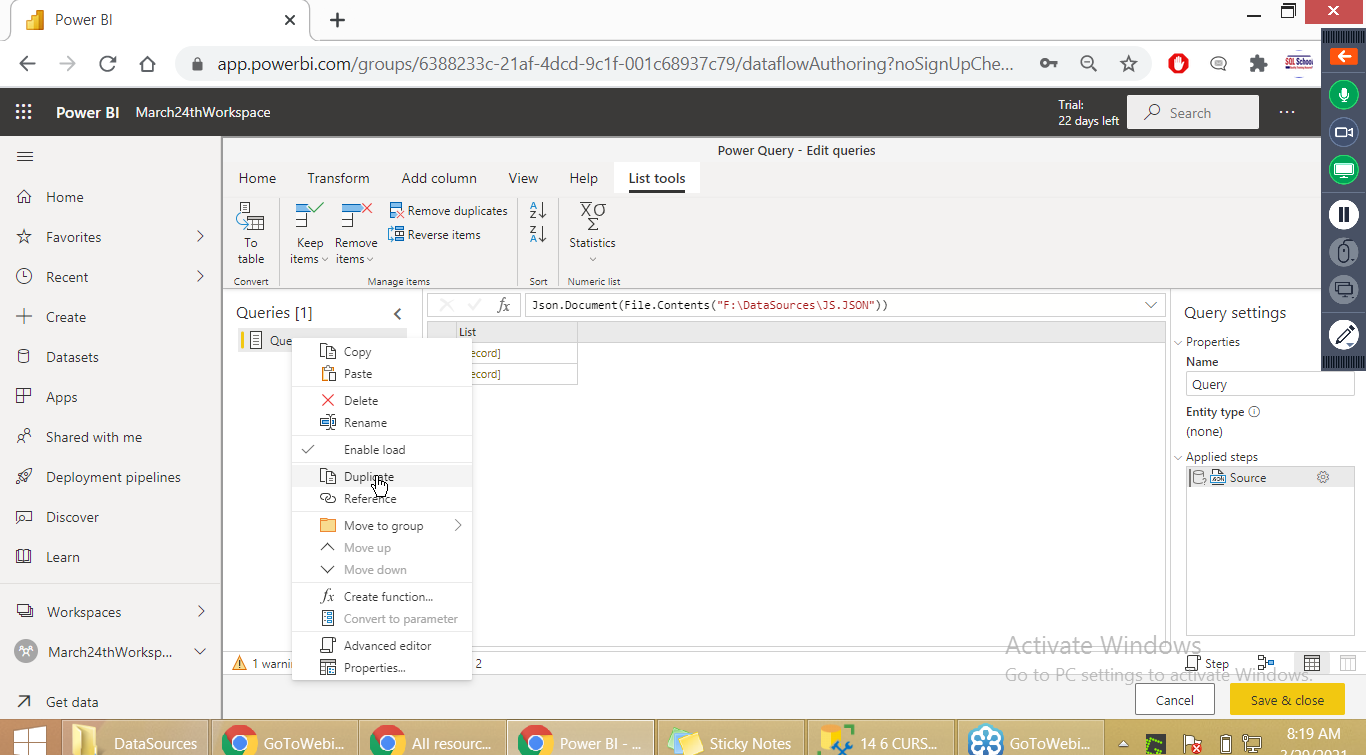 Power BI
app.powerbi.com/groups/6388233c-21af-4dcd-9c1f-001c68937c79/dataflowAuthoring?noSignUpChe...
SQL School
Power BI March24thWorkspace
Trial:
22 days left
Search
Power Query - Edit queries
Home Transform Add column View Help List tools
To table
Keep items
Remove items
Remove duplicates
Reverse items
Statistics
Convert Manage items Sort Numeric list
Home
Favorites
Recent
Create
Datasets
Apps
Shared with me
Deployment pipelines
Discover
Learn
Workspaces
March24thWorksp...
Get data
Queries [1]
Que
Json.Document(File.Contents("F:\DataSources\JS.JSON"))
List
ecord]
ecord]
Copy
Paste
Delete
Rename
Enable load
Duplicate
Reference
Move to group
Move up
Move down
Create function...
Convert to parameter
Advanced editor
Properties...
Query settings
Properties
Name
Query
Entity type
(none)
Applied steps
Source
1 warni
2
Step
Activate Windows
Go to PC settings to activate Windows.
Cancel Save & close
DataSources
GoToWebi...
All resourc...
Power BI - ...
Sticky Notes
14 6 CURS...
GoToWebi...
8:19 AM